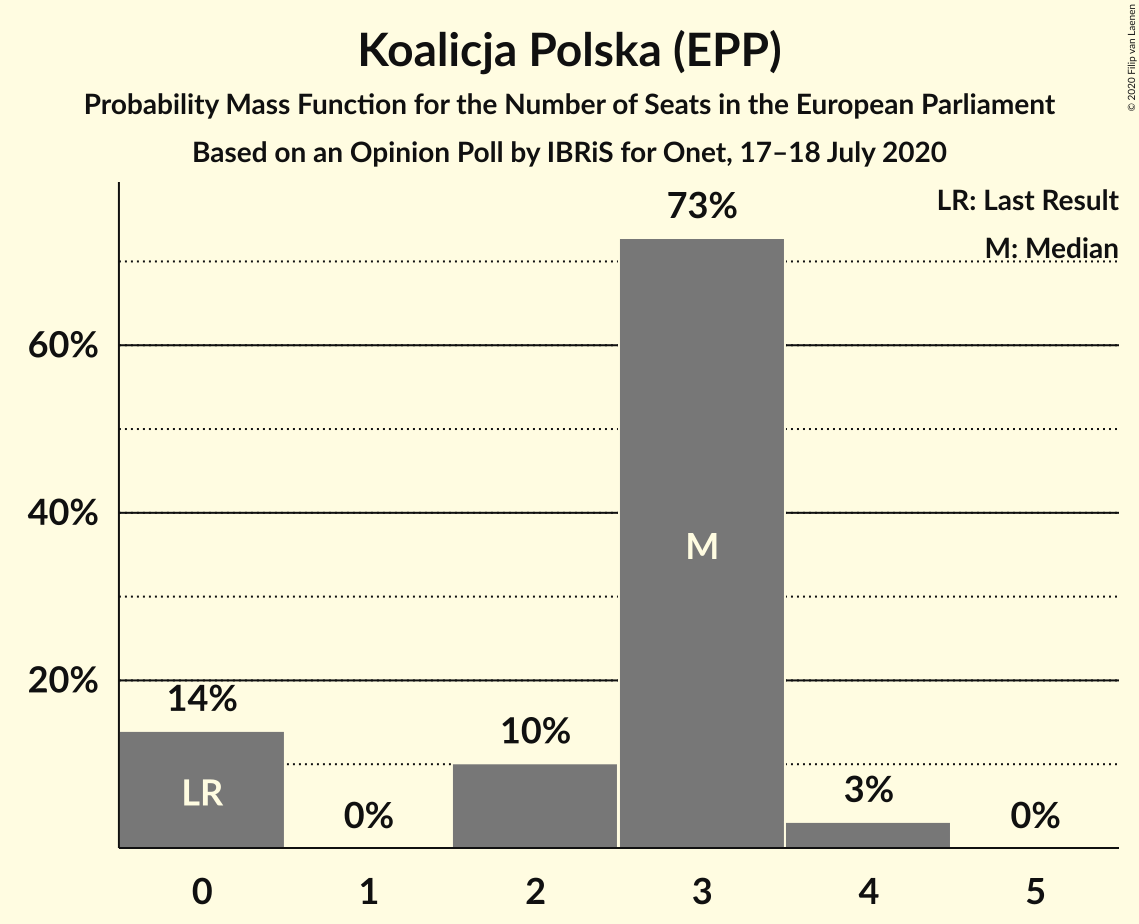 Koalicja Polska (EPP)
Probability Mass Function for the Number of Seats in the European Parliament
Based on an Opinion Poll by IBRiS for Onet, 17–18 July 2020
© 2020 Filip van Laenen
LR: Last Result
M: Median
73%
60%
40%
M
20%
14%
10%
LR
0%
3%
0%
0 1 2 3 4 5